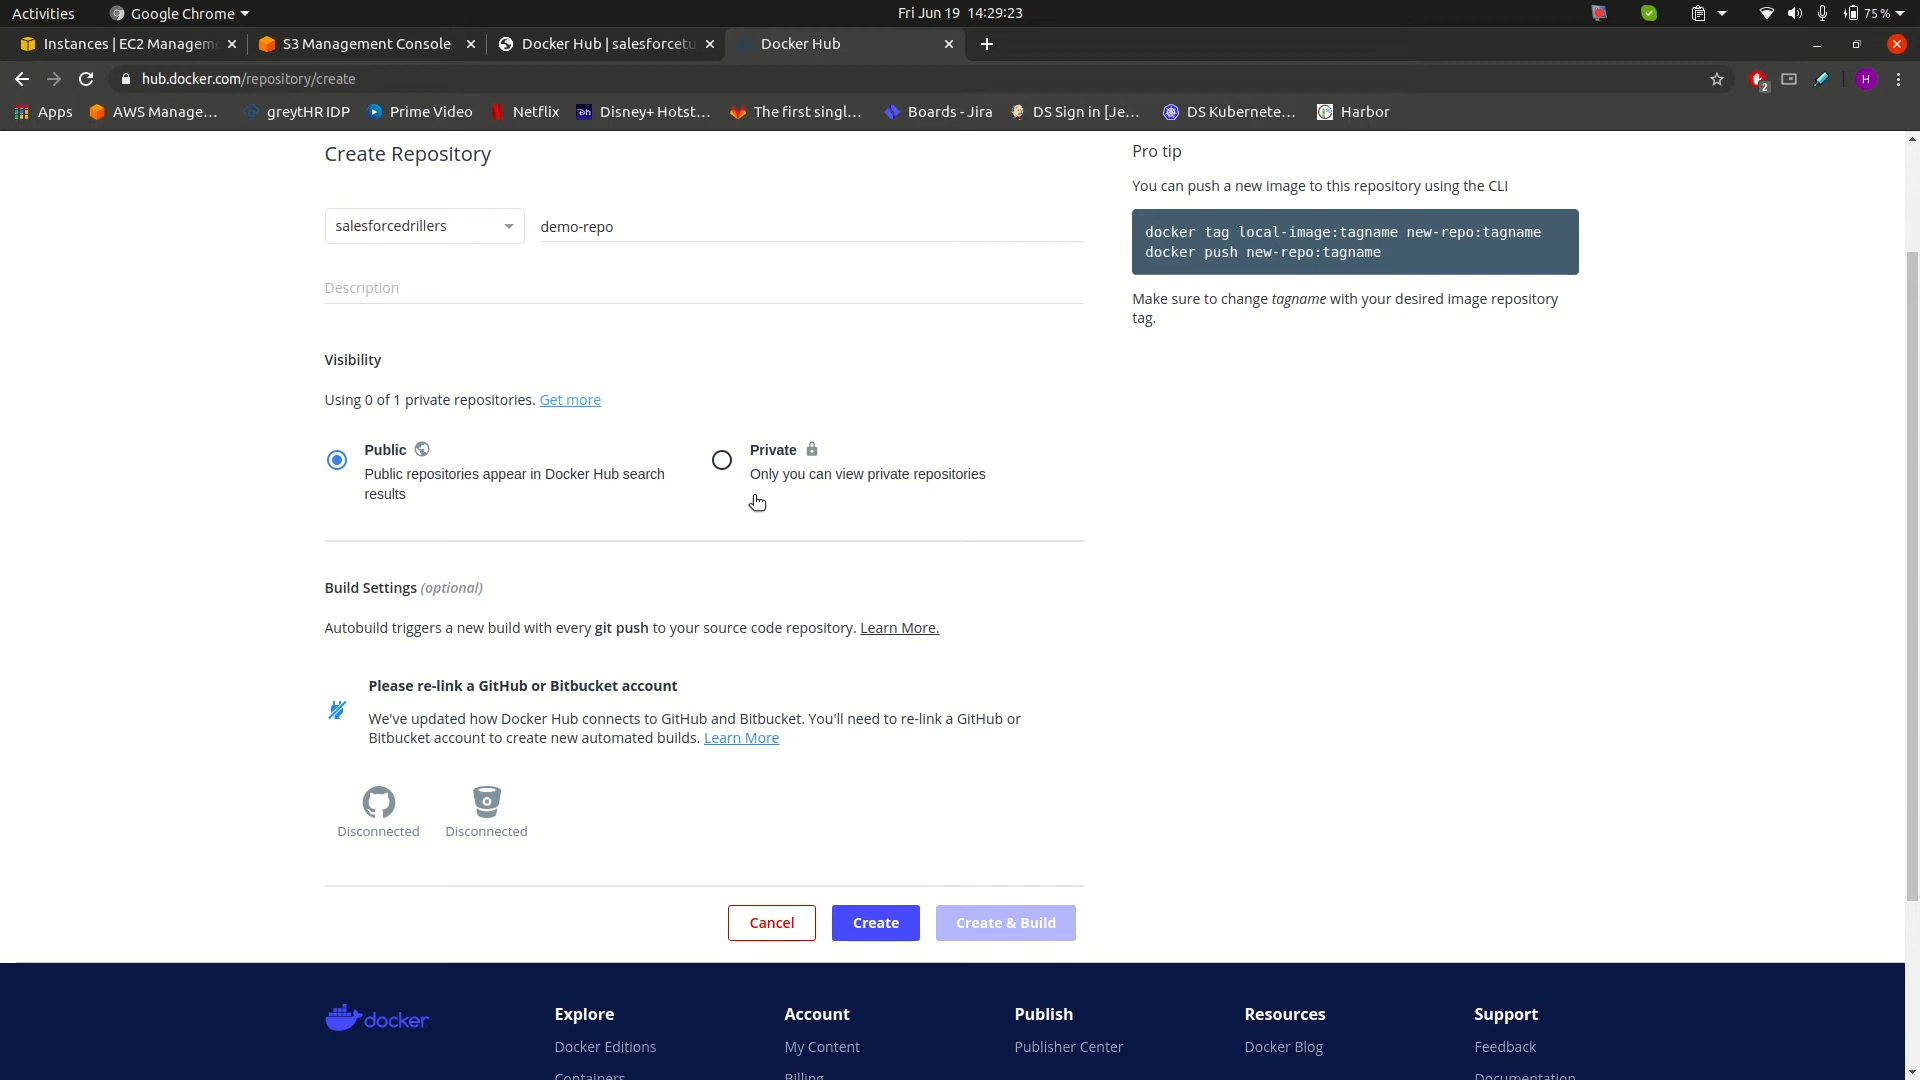 Activities
Google Chrome
Fri Jun 19 14:29:23
75 %
Instances | EC2 Managem
S3 Management Console
Docker Hub | salesforcetu
Docker Hub
hub.docker.com/repository/create
2
H
Apps
AWS Manage...
greytHR IDP
Prime Video
Netflix
Disney+ Hotst...
The first singl...
Boards - Jira
DS Sign in [Je...
DS Kubernete...
Harbor
Create Repository
salesforcedrillers
demo-repo
Description
Visibility
Using 0 of 1 private repositories. Get more
Public
Public repositories appear in Docker Hub search
results
Private
Only you can view private repositories
Build Settings (optional)
Autobuild triggers a new build with every git push to your source code repository. Learn More.
Please re-link a GitHub or Bitbucket account
We've updated how Docker Hub connects to GitHub and Bitbucket. You'll need to re-link a GitHub or
Bitbucket account to create new automated builds. Learn More
Disconnected
Disconnected
Cancel
Create
Create & Build
Pro tip
You can push a new image to this repository using the CLI
docker tag local-image:tagname new-repo:tagname
docker push new-repo:tagname
Make sure to change tagname with your desired image repository
tag.
docker
Explore
Docker Editions
Containers
Account
My Content
Billing
Publish
Publisher Center
Resources
Docker Blog
Support
Feedback
Documentation